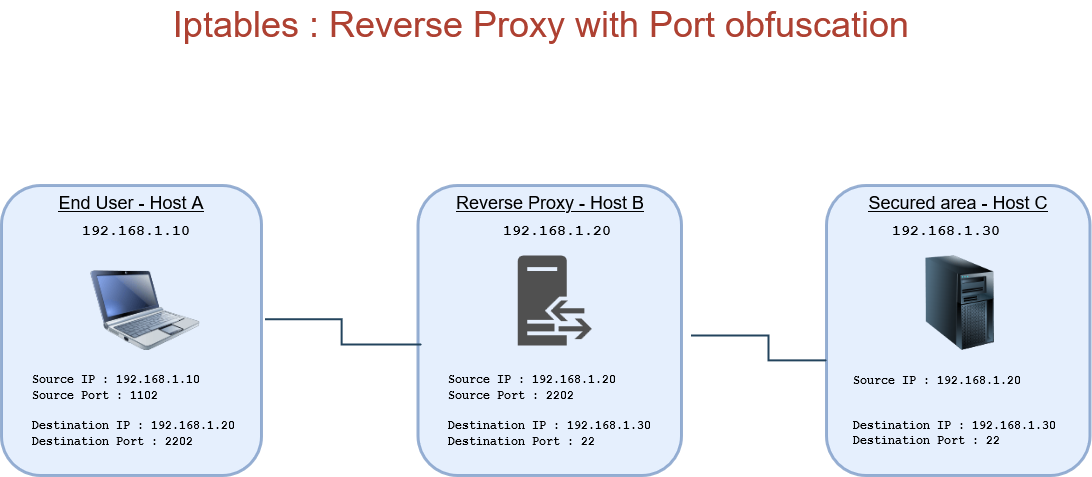 Iptables : Reverse Proxy with Port obfuscation
End User - Host A
192.168.1.10
Source IP : 192.168.1.10
Source Port : 1102
Destination IP : 192.168.1.20
Destination Port : 2202
Reverse Proxy - Host B
192.168.1.20
Source IP : 192.168.1.20
Source Port : 2202
Destination IP : 192.168.1.30
Destination Port : 22
Secured area - Host C
192.168.1.30
Source IP : 192.168.1.20
Destination IP : 192.168.1.30
Destination Port : 22